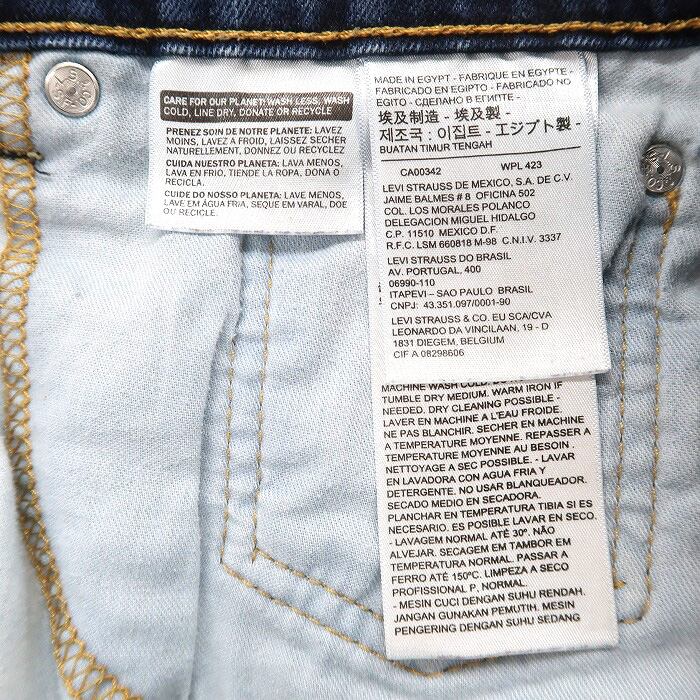 CARE FOR OUR PLANET: WASH LESS, WASH
COLD, LINE DRY, DONATE OR RECYCLE
PRENEZ SOIN DE NOTRE PLANETE: LAVEZ
MOINS, LAVEZ A FROID, LAISSEZ SECHER
NATURELLEMENT, DONNEZ OU RECYCLEZ
CUIDA NUESTRO PLANETA: LAVA MENOS,
LAVA EN FRIO, TIENDE LA ROPA, DONA O
RECICLA.
CUIDE DO NOSSO PLANETA: LAVE MENOS,
LAVE EM ÁGUA FRIA, SEQUE EM VARAL, DOE
OU RECICLE.
MADE IN EGYPT - FABRIQUE EN EGYPTE -
FABRICADO EN EGIPTO - FABRICADO NO
EGITO - СДЕЛАНО В ЕГИПТЕ -
埃及制造 - 埃及製 -
제조국 : 이집트 - エジプト製 -
BUATAN TIMUR TENGAH
CA00342 WPL 423
LEVI STRAUSS DE MEXICO, S.A. DE C.V.
JAIME BALMES # 8 OFICINA 502
COL. LOS MORALES POLANCO
DELEGACION MIGUEL HIDALGO
C.P. 11510 MEXICO D.F.
R.F.C. LSM 660818 M-98 C.N.I.V. 3337
LEVI STRAUSS DO BRASIL
AV. PORTUGAL, 400
06990-110
ITAPEVI – SAO PAULO BRASIL
CNPJ: 43.351.097/0001-90
LEVI STRAUSS & CO. EU SCA/CVA
LEONARDO DA VINCILAAN, 19 - D
1831 DIEGEM, BELGIUM
CIF A 08298606
MACHINE WASH COLD.
TUMBLE DRY MEDIUM. WARM IRON IF
NEEDED. DRY CLEANING POSSIBLE -
LAVER EN MACHINE A L'EAU FROIDE.
NE PAS BLANCHIR. SECHER EN MACHINE
A TEMPERATURE MOYENNE. REPASSER A
TEMPERATURE MOYENNE AU BESOIN .
NETTOYAGE A SEC POSSIBLE. - LAVAR
EN LAVADORA CON AGUA FRIA Y
DETERGENTE. NO USAR BLANQUEADOR.
SECADO MEDIO EN SECADORA.
PLANCHAR EN TEMPERATURA TIBIA SI ES
NECESARIO. ES POSIBLE LAVAR EN SECO.
- LAVAGEM NORMAL ATÉ 30º. NÃO
ALVEJAR. SECAGEM EM TAMBOR EM
TEMPERATURA NORMAL. PASSAR A
FERRO ATÉ 150ºC. LIMPEZA A SECO
PROFISSIONAL P, NORMAL.
- MESIN CUCI DENGAN SUHU RENDAH.
JANGAN GUNAKAN PEMUTIH. MESIN
PENGERING DENGAN SUHU SEDANG